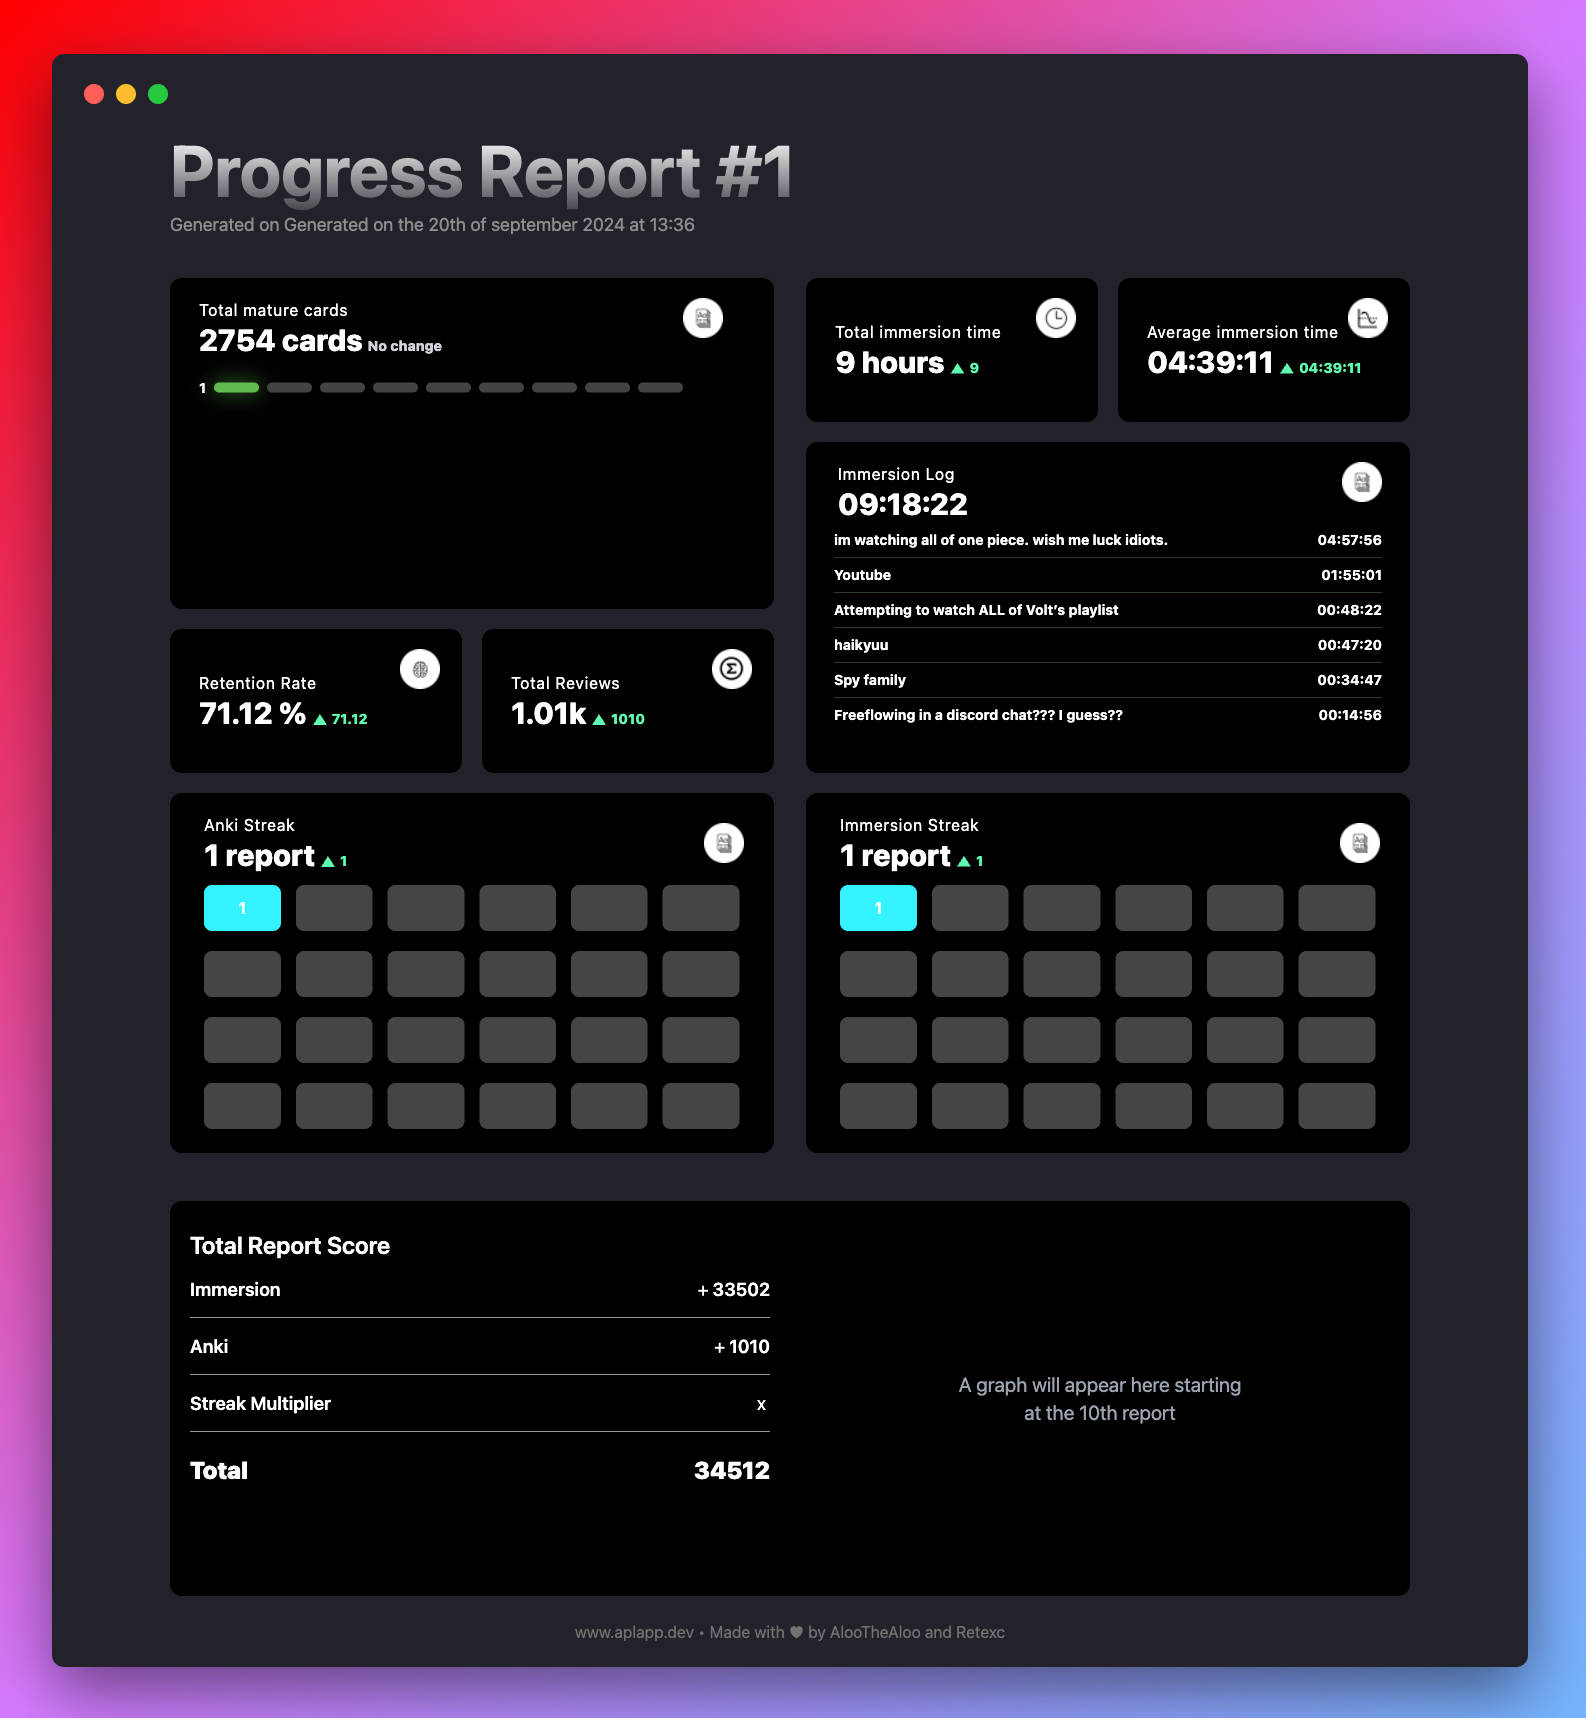 Progress Report #1
Generated on Generated on the 20th of september 2024 at 13:36
Total mature cards
2754 cards No change
1
Total immersion time
9 hours ▲ 9
Average immersion time
04:39:11 ▲ 04:39:11
Immersion Log
09:18:22
im watching all of one piece. wish me luck idiots. 04:57:56
Youtube 01:55:01
Attempting to watch ALL of Volt’s playlist 00:48:22
haikyuu 00:47:20
Spy family 00:34:47
Freeflowing in a discord chat??? I guess?? 00:14:56
Retention Rate
71.12 % ▲ 71.12
Total Reviews
1.01k ▲ 1010
Anki Streak
1 report ▲ 1
1
Immersion Streak
1 report ▲ 1
1
Total Report Score
Immersion + 33502
Anki + 1010
Streak Multiplier x
Total 34512
A graph will appear here starting
at the 10th report
www.aplapp.dev • Made with ♥ by AlooTheAloo and Retexc